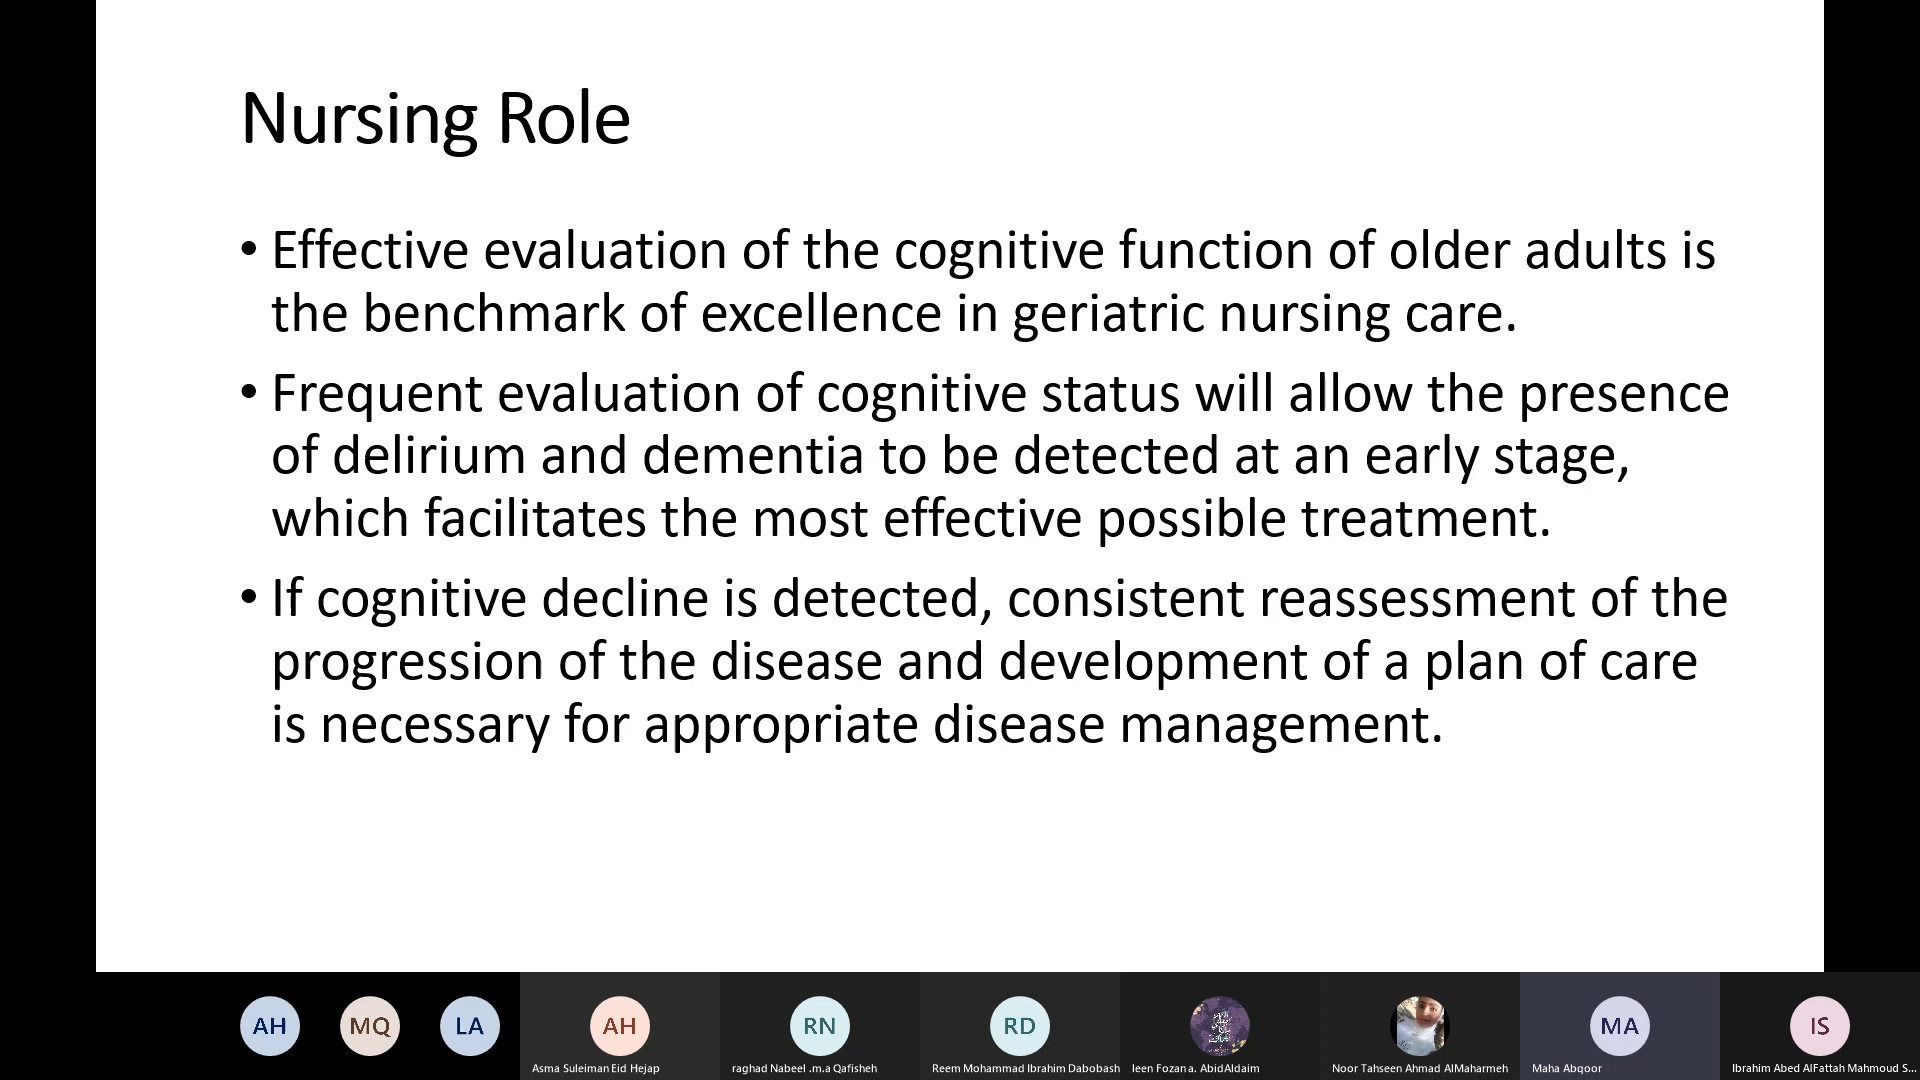 Nursing Role
• Effective evaluation of the cognitive function of older adults is
the benchmark of excellence in geriatric nursing care.
• Frequent evaluation of cognitive status will allow the presence
of delirium and dementia to be detected at an early stage,
which facilitates the most effective possible treatment.
• If cognitive decline is detected, consistent reassessment of the
progression of the disease and development of a plan of care
is necessary for appropriate disease management.
AH MQ LA AH RN RD MA IS
Asma Suleiman Eid Hejap raghad Nabeel .m.a Qafisheh Reem Mohammad Ibrahim Dabobash leen Fozan a. AbidAldaim Noor Tahseen Ahmad AlMaharmeh Maha Abqoor Ibrahim Abed AlFattah Mahmoud S...